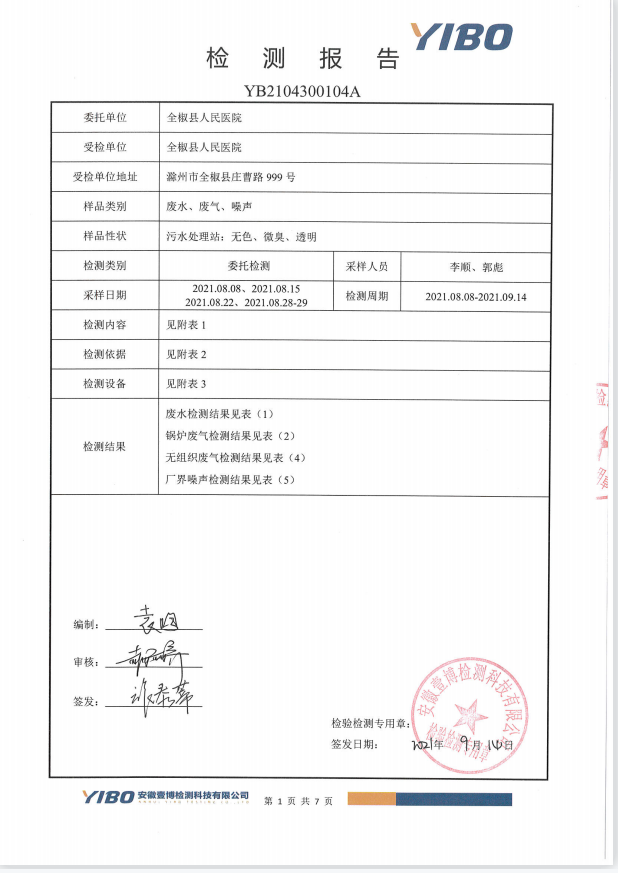 YIBO
检 测 报 告
YB2104300104A
委托单位 全椒县人民医院
受检单位 全椒县人民医院
受检单位地址 滁州市全椒县庄曹路 999 号
样品类别 废水、废气、噪声
样品性状 污水处理站：无色、微臭、透明
检测类别 委托检测 采样人员 李顺、郭彪
采样日期 2021.08.08、2021.08.15 2021.08.22、2021.08.28-29 检测周期 2021.08.08-2021.09.14
检测内容 见附表 1
检测依据 见附表 2
检测设备 见附表 3
检测结果
废水检测结果见表（1）
锅炉废气检测结果见表（2）
无组织废气检测结果见表（4）
厂界噪声检测结果见表（5）
编制：
审核：
签发：
安徽壹博检测科技有限公司
检验检测专用章
检验检测专用章：
签发日期： 2021年 9月 14日
YIBO 安徽壹博检测科技有限公司
ANHUI YIBO TESTING CO.,LTD
第 1 页 共 7 页